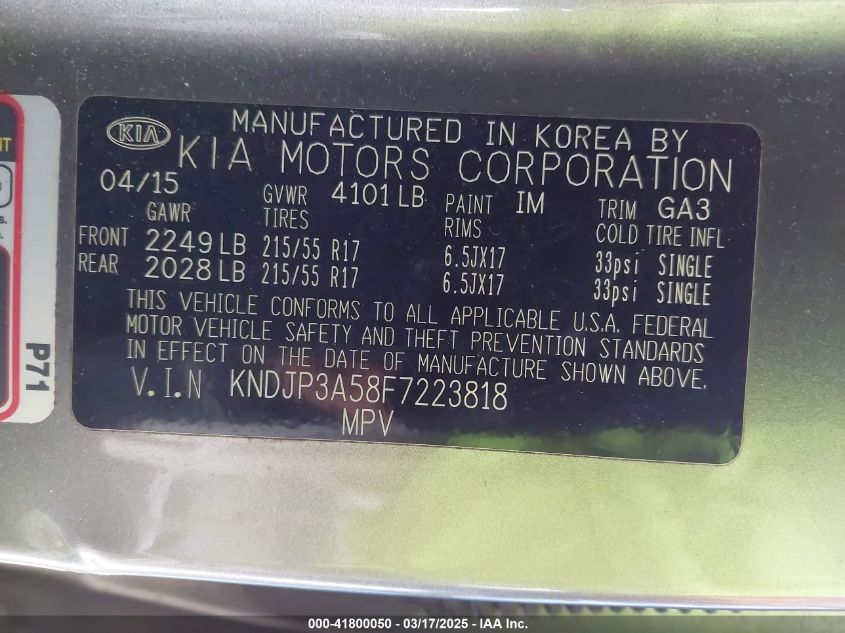 KIA
MANUFACTURED IN KOREA BY
KIA MOTORS CORPORATION
04/15 GVWR 4101 LB PAINT IM TRIM GA3
GAWR TIRES RIMS COLD TIRE INFL
FRONT 2249 LB 215/55 R17 6.5JX17 33psi SINGLE
REAR 2028 LB 215/55 R17 6.5JX17 33psi SINGLE
THIS VEHICLE CONFORMS TO ALL APPLICABLE U.S.A. FEDERAL
MOTOR VEHICLE SAFETY AND THEFT PREVENTION STANDARDS
IN EFFECT ON THE DATE OF MANUFACTURE SHOWN ABOVE.
V.I.N KNDJP3A58F7223818
MPV
P71
000-41800050 - 03/17/2025 - IAA Inc.